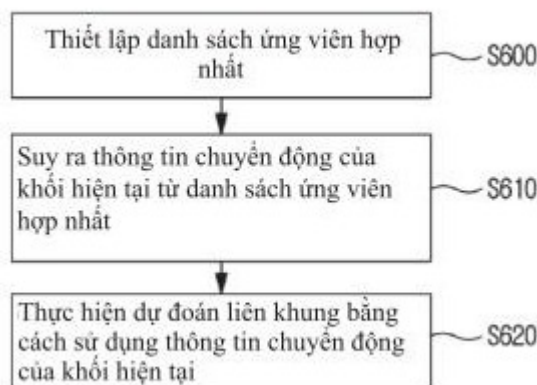 Thiết lập danh sách ứng viên hợp
nhất
S600
Suy ra thông tin chuyển động của
khối hiện tại từ danh sách ứng viên
hợp nhất
S610
Thực hiện dự đoán liên khung bằng
cách sử dụng thông tin chuyển động
của khối hiện tại
S620